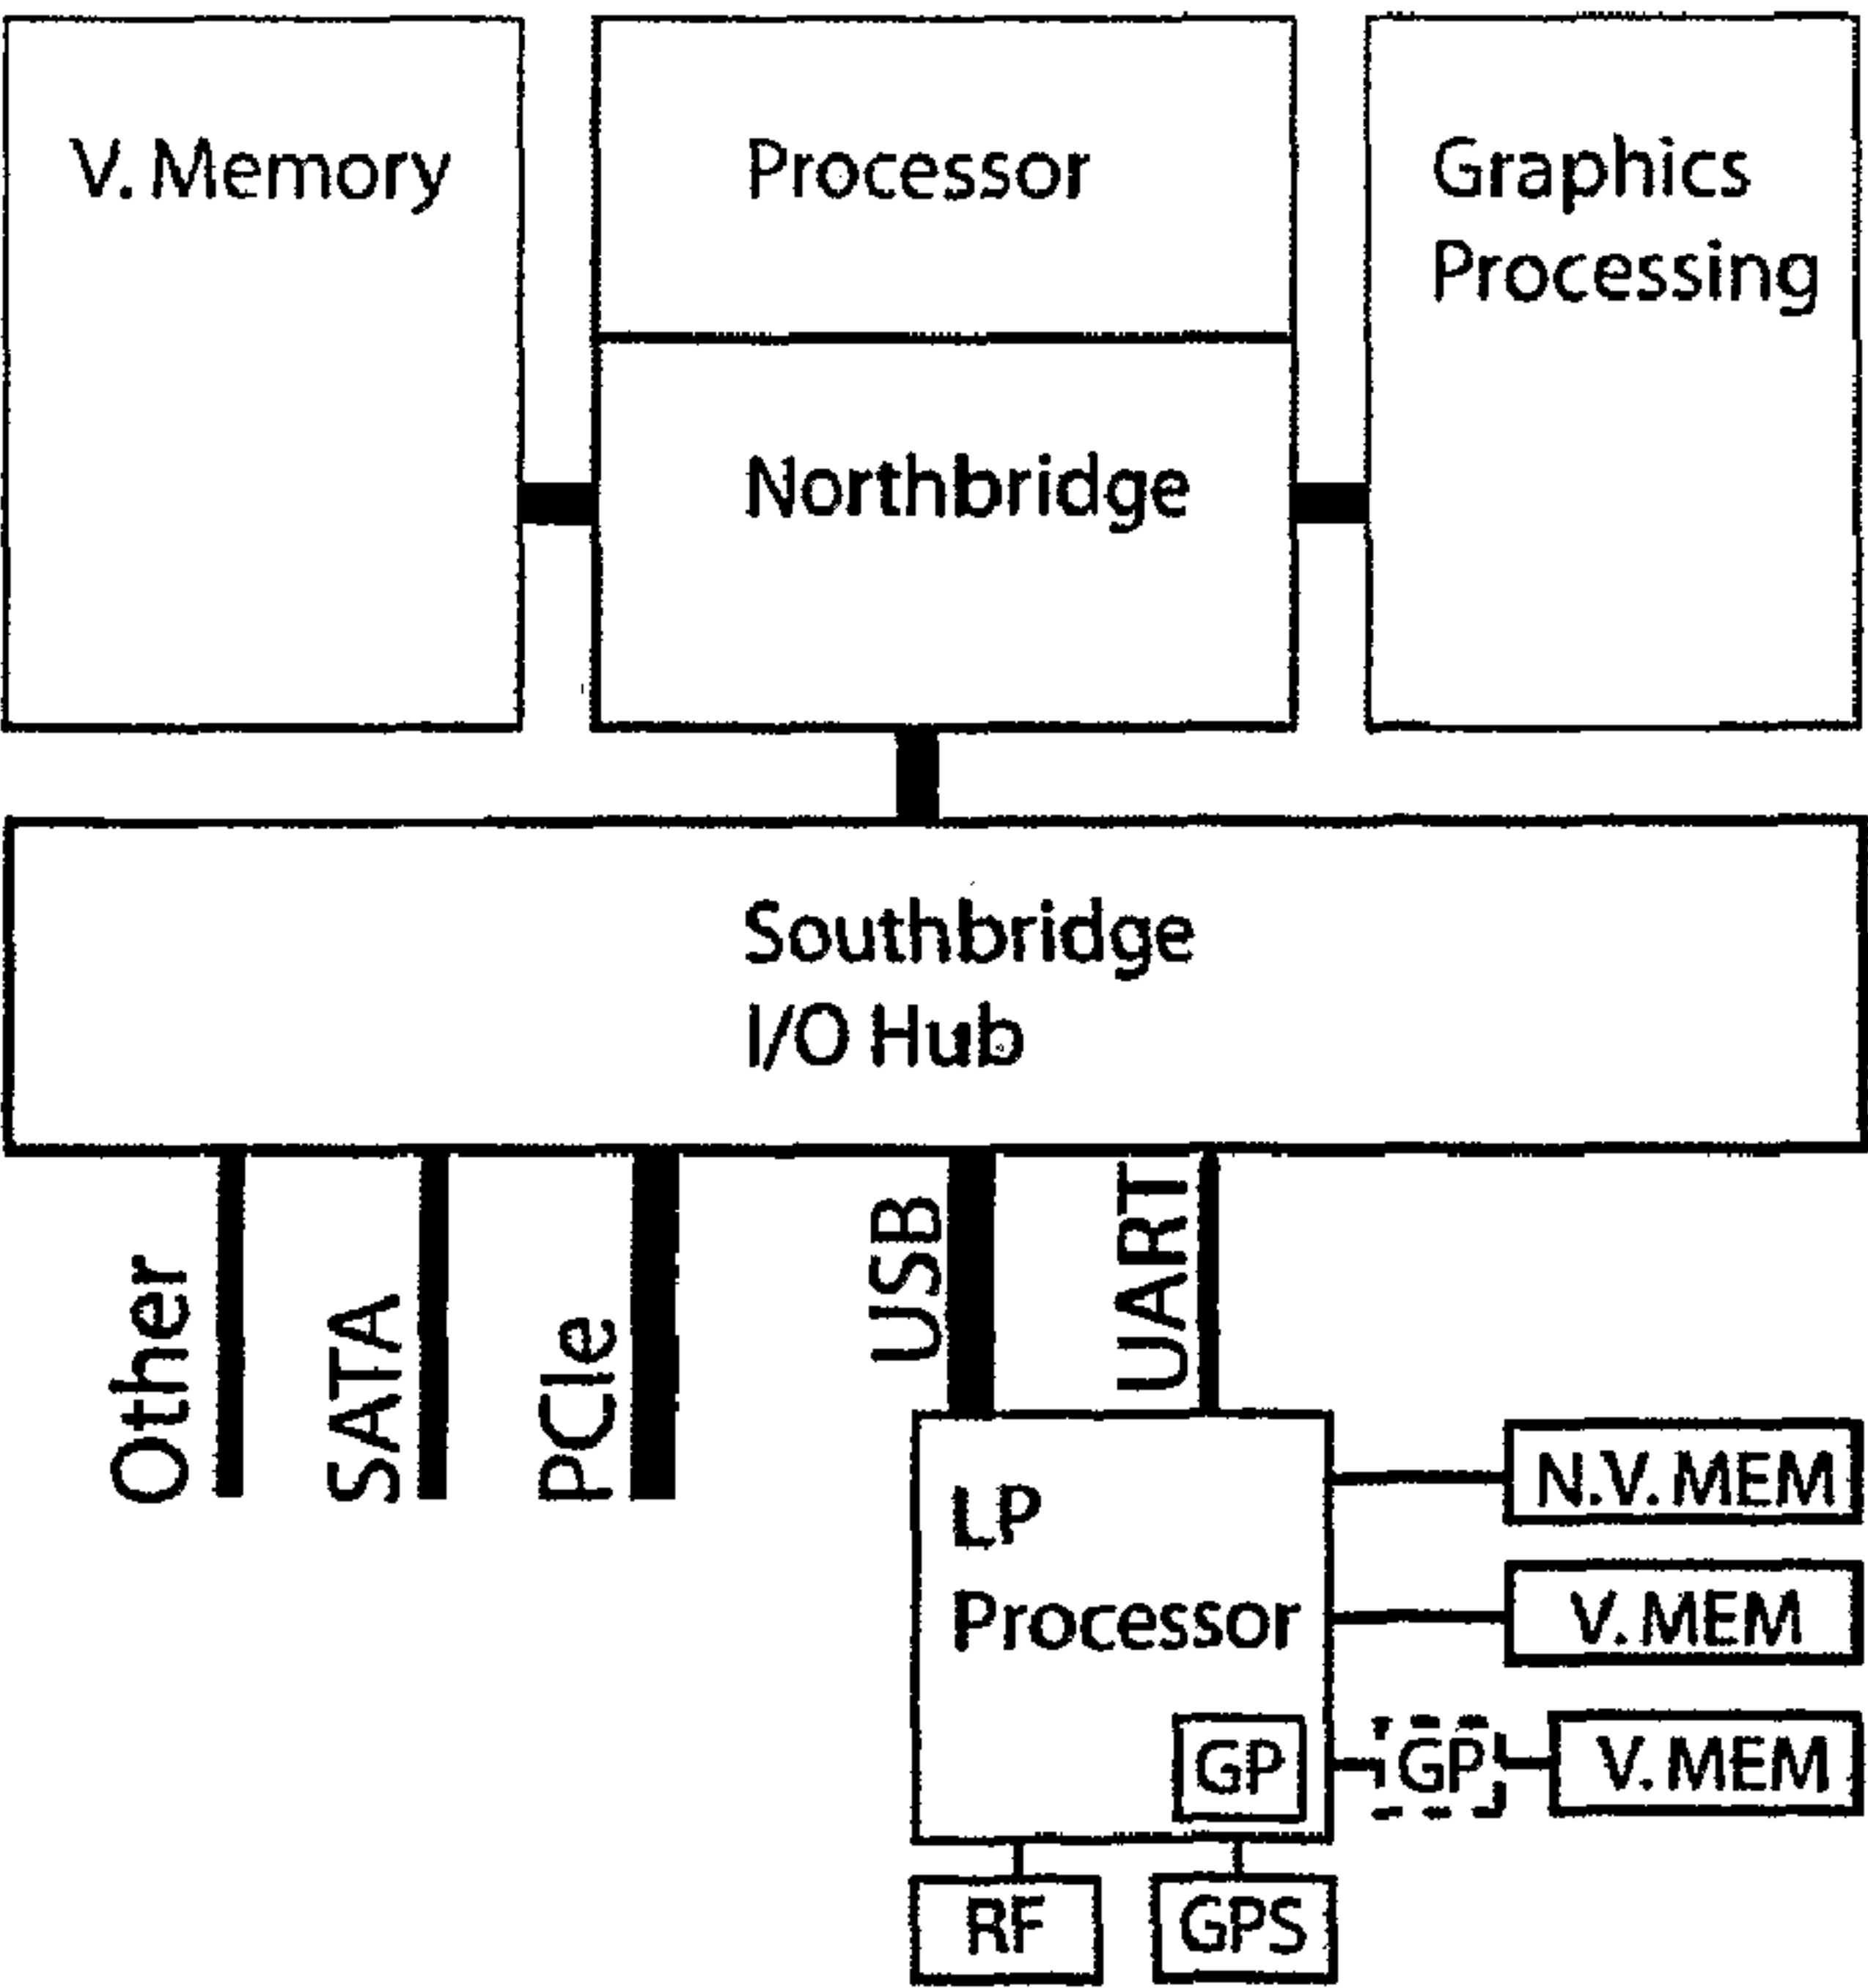 V. Memory
Processor
Graphics
Processing
Northbridge
Southbridge
I/O Hub
Other
SATA
PCIe
USB
UART
LP
Processor
GP
N.V. MEM
V. MEM
GP
V. MEM
RF
GPS